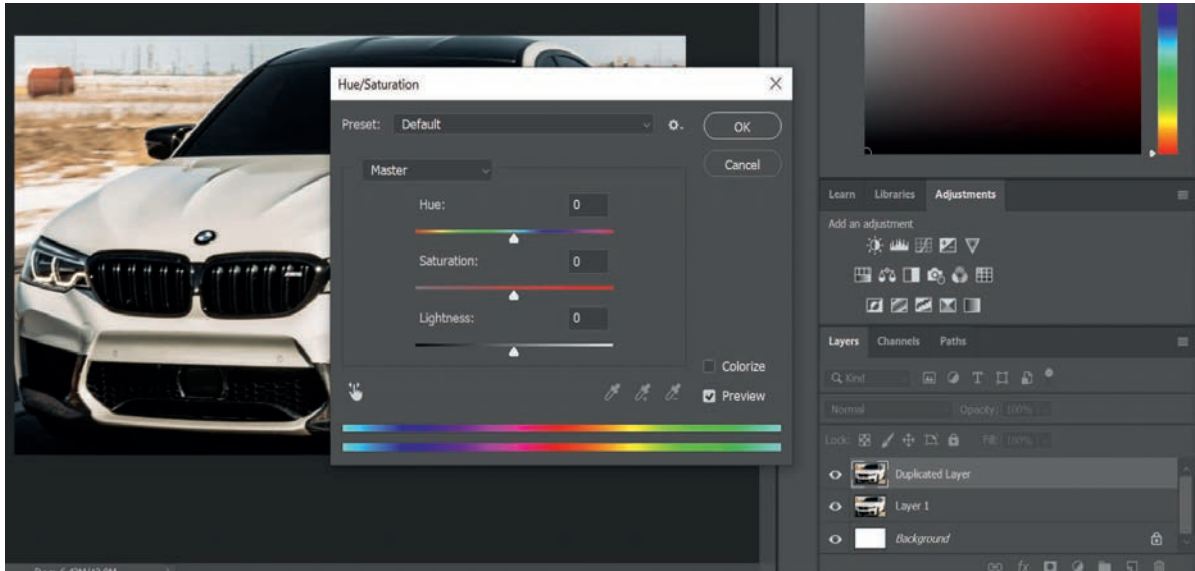 Hue/Saturation
Preset: Default
OK
Cancel
Master
Hue: 0
Saturation: 0
Lightness: 0
Colorize
Preview
Learn Libraries Adjustments
Add an adjustment
Layers Channels Paths
Kind
Normal Opacity: 100%
Lock: Fill: 100%
Duplicated Layer
Layer 1
Background
fx